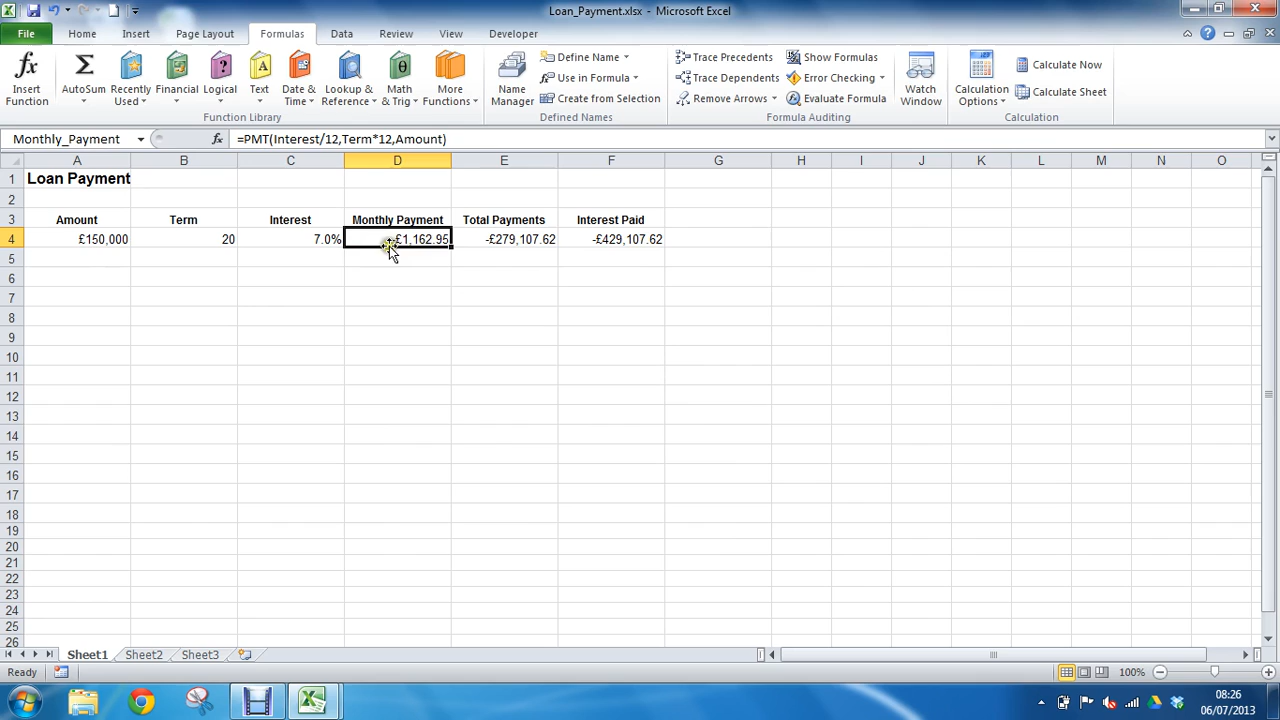 Loan_Payment.xlsx - Microsoft Excel
File Home Insert Page Layout Formulas Data Review View Developer
Insert Function
AutoSum
Recently Used
Financial
Logical
Text
Date & Time
Lookup & Reference
Math & Trig
More Functions
Function Library
Name Manager
Define Name
Use in Formula
Create from Selection
Defined Names
Trace Precedents
Trace Dependents
Remove Arrows
Show Formulas
Error Checking
Evaluate Formula
Formula Auditing
Watch Window
Calculation Options
Calculate Now
Calculate Sheet
Calculation
Monthly_Payment fx =PMT(Interest/12,Term*12,Amount)
A B C D E F G H I J K L M N O
1 Loan Payment
2
3 Amount Term Interest Monthly Payment Total Payments Interest Paid
4 £150,000 20 7.0% -£1,162.95 -£279,107.62 -£429,107.62
5
6
7
8
9
10
11
12
13
14
15
16
17
18
19
20
21
22
23
24
25
26
Sheet1 Sheet2 Sheet3
Ready 100%
08:26
06/07/2013